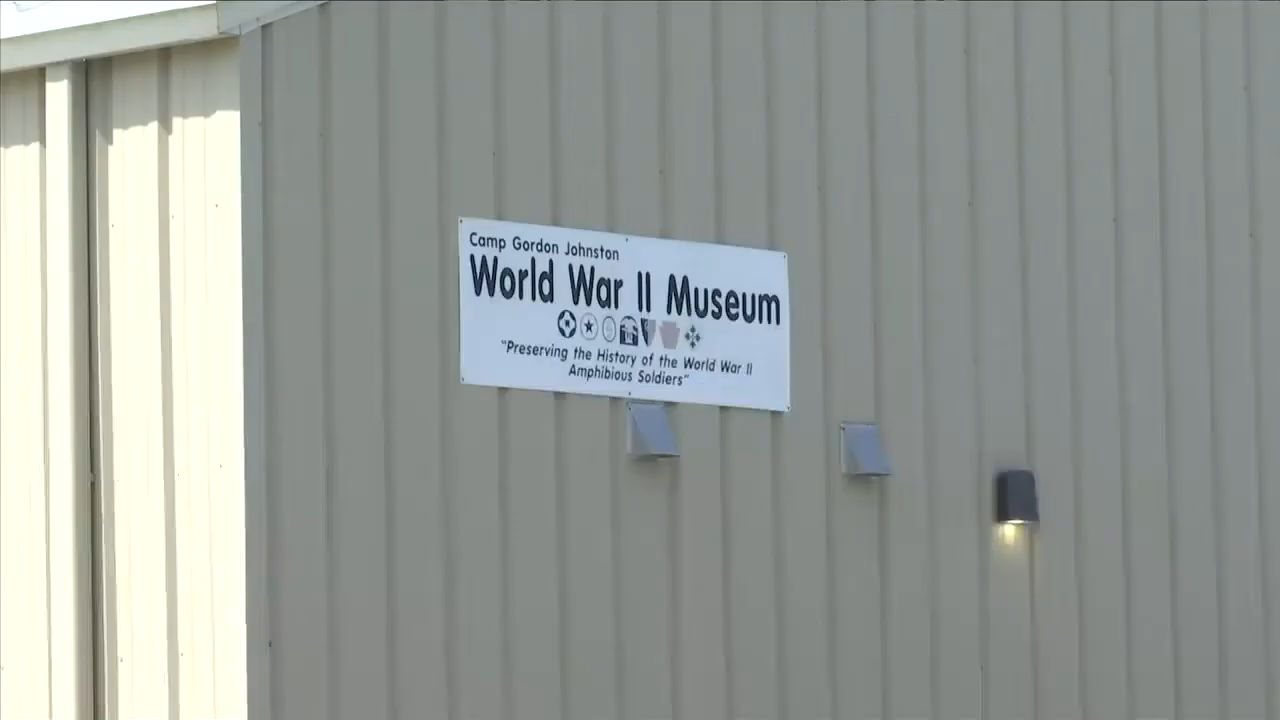 Camp Gordon Johnston
World War II Museum
"Preserving the History of the World War II
Amphibious Soldiers"